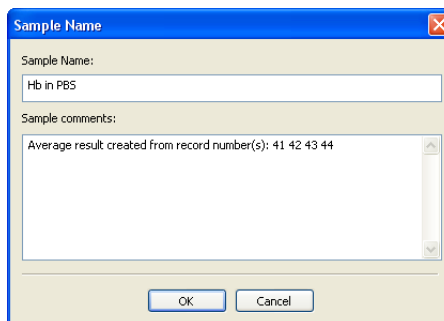 Sample Name
Sample Name:
Hb in PBS
Sample comments:
Average result created from record number(s): 41 42 43 44
OK
Cancel